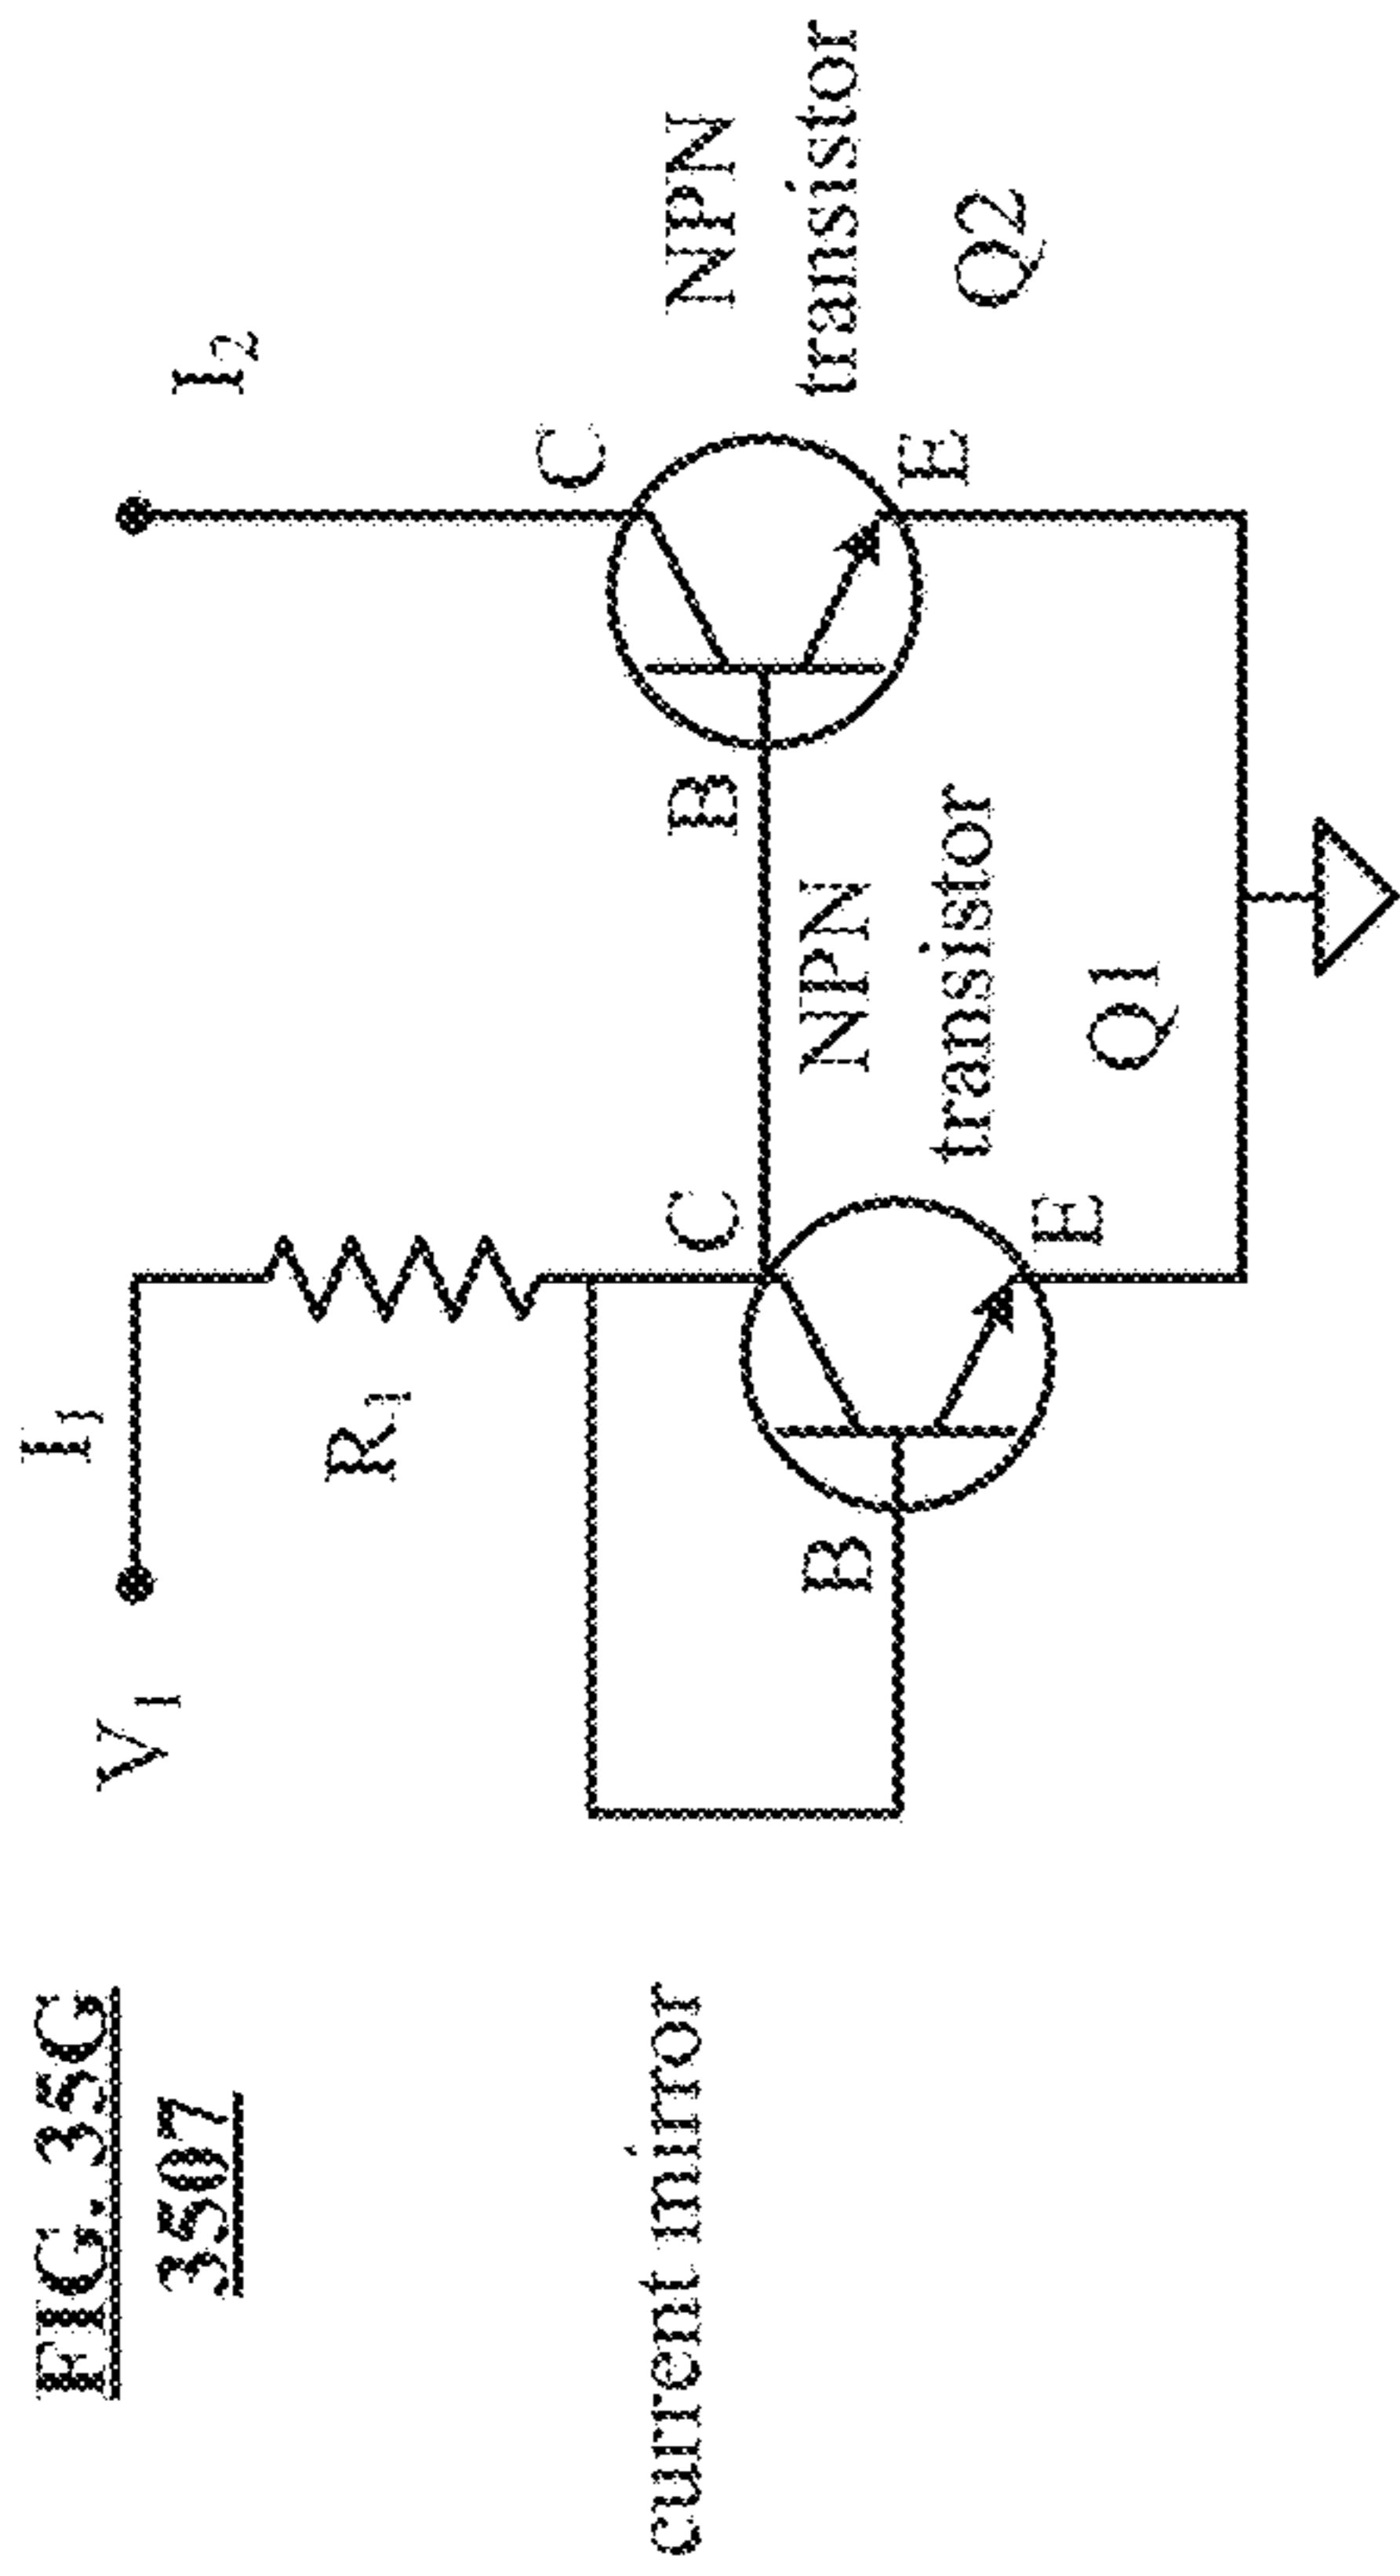 FIG. 35G
3507
current mirror
V1
I1
R1
B
C
E
NPN
transistor
Q1
B
C
E
I2
NPN
transistor
Q2